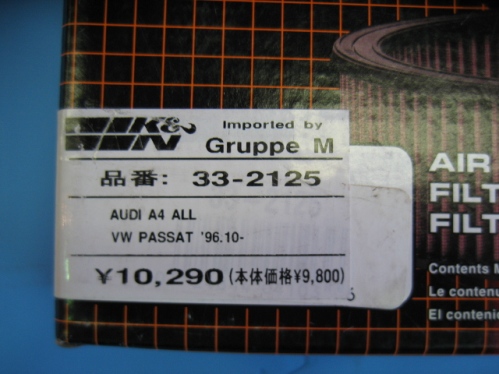 K&N
Imported by
Gruppe M
品番: 33-2125
AUDI A4 ALL
VW PASSAT '96.10-
¥10,290(本体価格¥9,800)
AIR
FILT
FILT
Contents M
Le contenu
El contenid